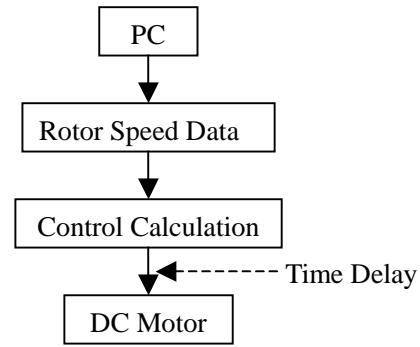 PC
Rotor Speed Data
Control Calculation
Time Delay
DC Motor